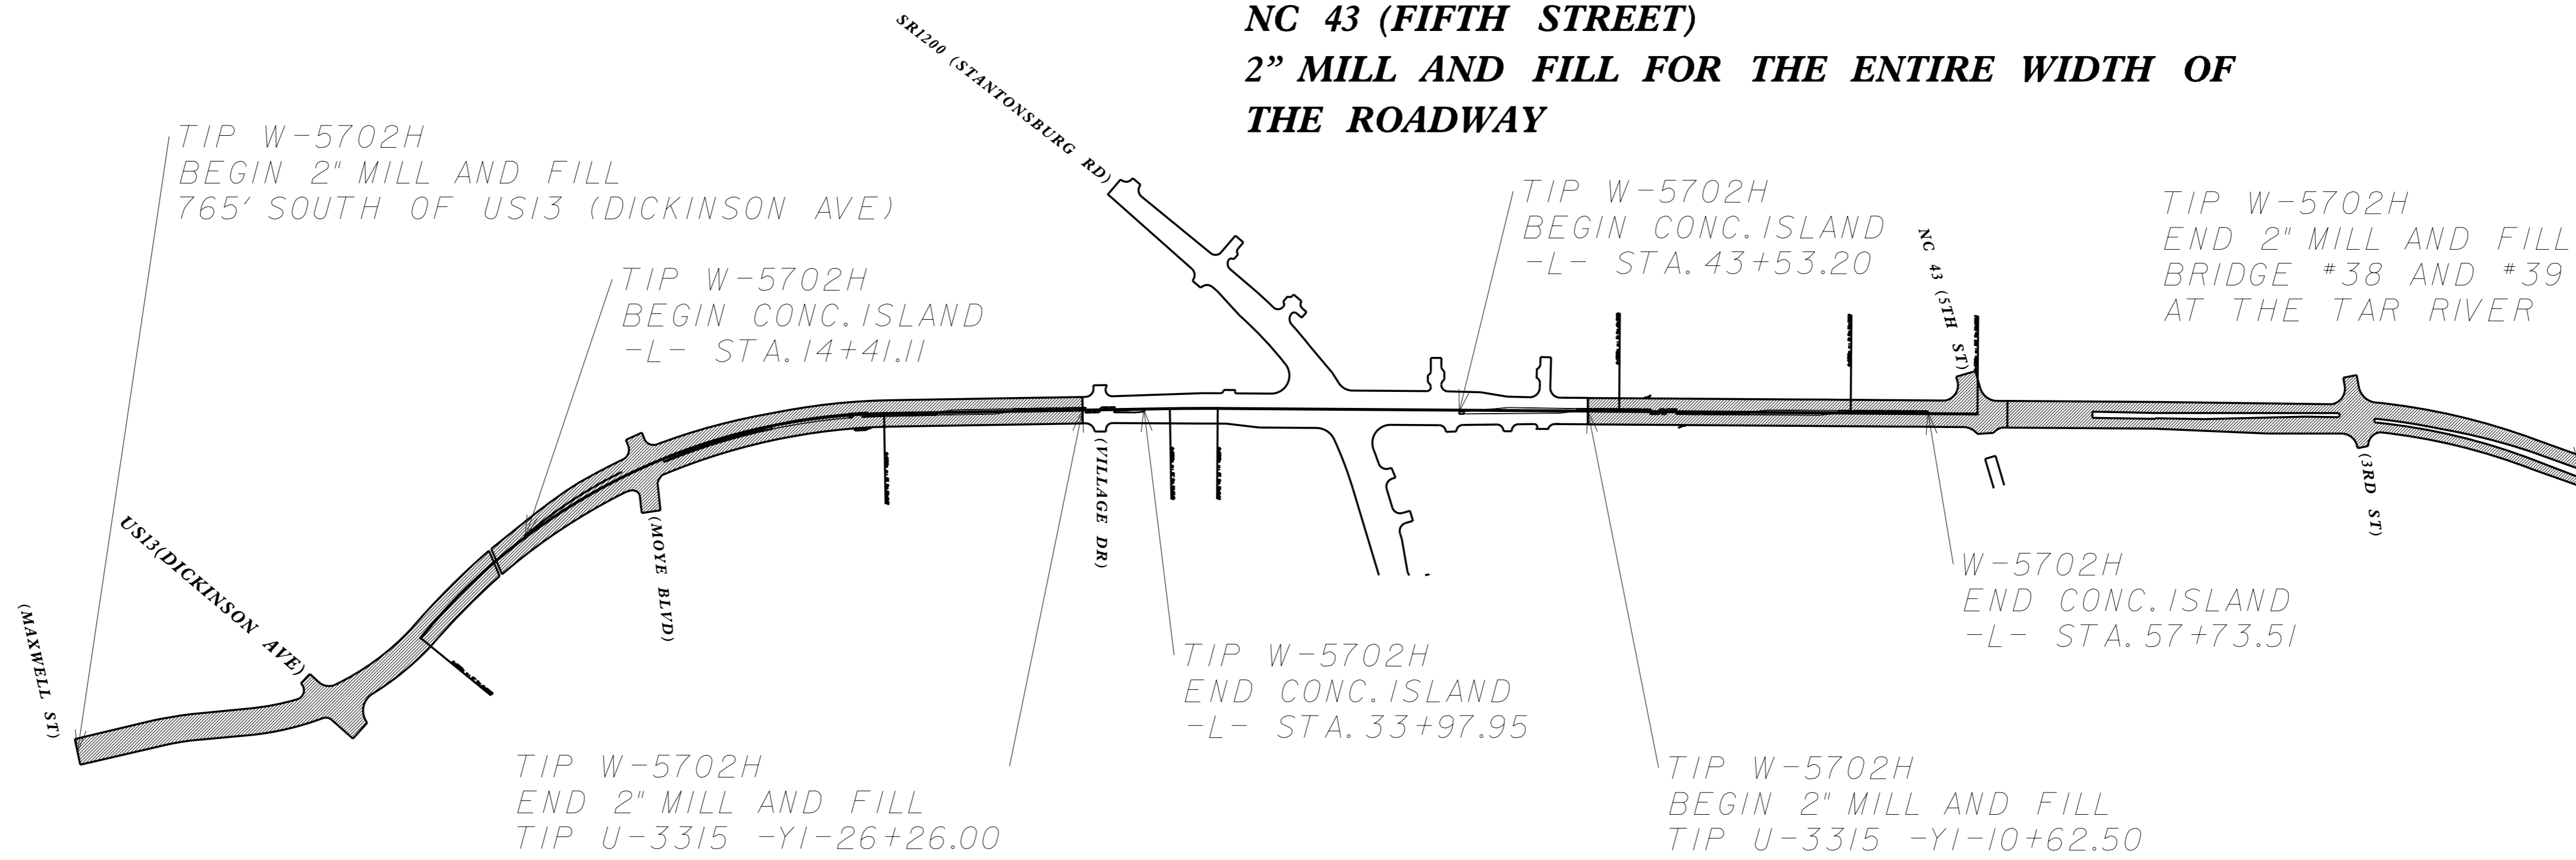 NC 43 (FIFTH STREET)
2” MILL AND FILL FOR THE ENTIRE WIDTH OF
THE ROADWAY
SR1200 (STANTONSBURG RD)
TIP W-5702H
BEGIN 2" MILL AND FILL
765' SOUTH OF US13 (DICKINSON AVE)
TIP W-5702H
BEGIN CONC. ISLAND
-L- STA. 14+41.11
TIP W-5702H
BEGIN CONC. ISLAND
-L- STA. 43+53.20
NC 43 (5TH ST)
TIP W-5702H
END 2" MILL AND FILL
BRIDGE #38 AND #39
AT THE TAR RIVER
(MAXWELL ST)
US13(DICKINSON AVE)
(MOYE BLVD)
(VILLAGE DR)
(3RD ST)
W-5702H
END CONC. ISLAND
-L- STA. 57+73.51
TIP W-5702H
END CONC. ISLAND
-L- STA. 33+97.95
TIP W-5702H
END 2" MILL AND FILL
TIP U-3315 -Y1-26+26.00
TIP W-5702H
BEGIN 2" MILL AND FILL
TIP U-3315 -Y1-10+62.50